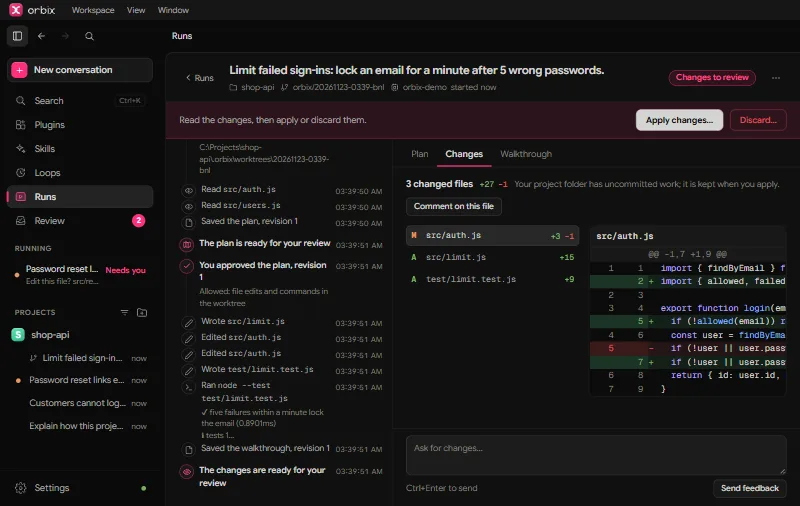 orbix
Workspace View Window
Runs
New conversation
Search Ctrl+K
Plugins
Skills
Loops
Runs
Review 2
RUNNING
Password reset l... Needs you
Edit this file? src/re...
PROJECTS
S shop-api
Limit failed sign-in... now
Password reset links e... now
Customers cannot log... now
Explain how this proje... now
Settings
Runs
Limit failed sign-ins: lock an email for a minute after 5 wrong passwords.
shop-api orbix/20261123-0339-bnl orbix-demo started now
Changes to review
Read the changes, then apply or discard them.
Apply changes...
Discard...
C:\Projects\shop-
api\.orbix\worktrees\20261123-0339-
bnl
Read src/auth.js 03:39:50 AM
Read src/users.js 03:39:50 AM
Saved the plan, revision 1 03:39:51 AM
The plan is ready for your review 03:39:51 AM
You approved the plan, revision 03:39:51 AM
1
Allowed: file edits and commands in
the worktree
Wrote src/limit.js 03:39:51 AM
Edited src/auth.js 03:39:51 AM
Edited src/auth.js 03:39:51 AM
Wrote test/limit.test.js 03:39:51 AM
Ran node --test 03:39:51 AM
test/limit.test.js
✓ five failures within a minute lock
the email (0.8901ms)
ℹ tests 1...
Saved the walkthrough, revision 1 03:39:51 AM
The changes are ready for your 03:39:51 AM
review
Plan Changes Walkthrough
3 changed files +27 -1 Your project folder has uncommitted work; it is kept when you apply.
Comment on this file
M src/auth.js +3 -1
A src/limit.js +15
A test/limit.test.js +9
src/auth.js
@@ -1,7 +1,9 @@
1 1 import { findByEmail } f
2 + import { allowed, failed
2 3
3 4 export function login(em
5 + if (!allowed(email)) r
4 6 const user = findByEma
5 - if (!user || user.pass
7 + if (!user || user.pass
6 8 return { id: user.id,
7 9 }
Ask for changes...
Ctrl+Enter to send
Send feedback